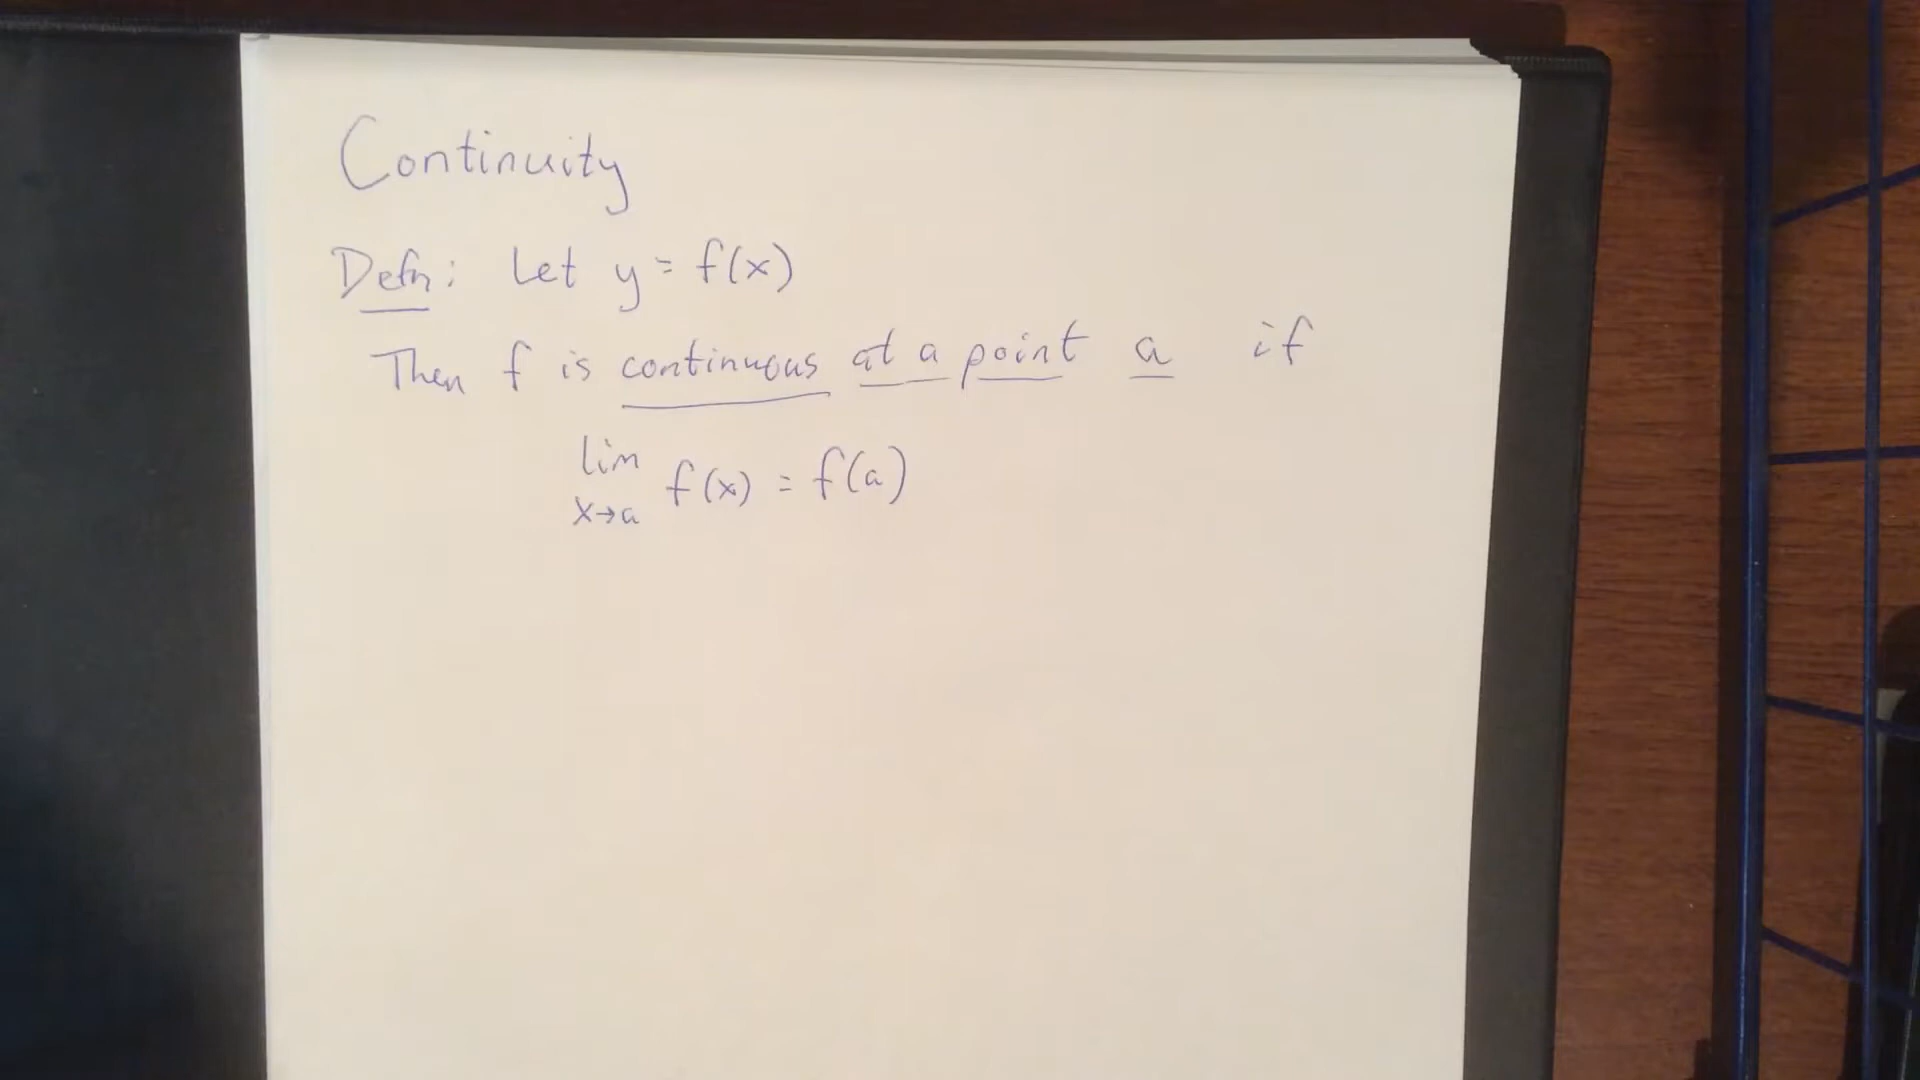 Continuity
Defn: Let y = f(x)
Then f is continuous at a point a if
lim f(x) = f(a)
x→a